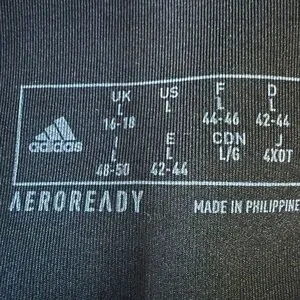 UK US F D
L L L L
16-18 44-46 42-44
adidas
I E CDN J
L L L/G 4XOT
48-50 42-44
AEROREADY MADE IN PHILIPPINE